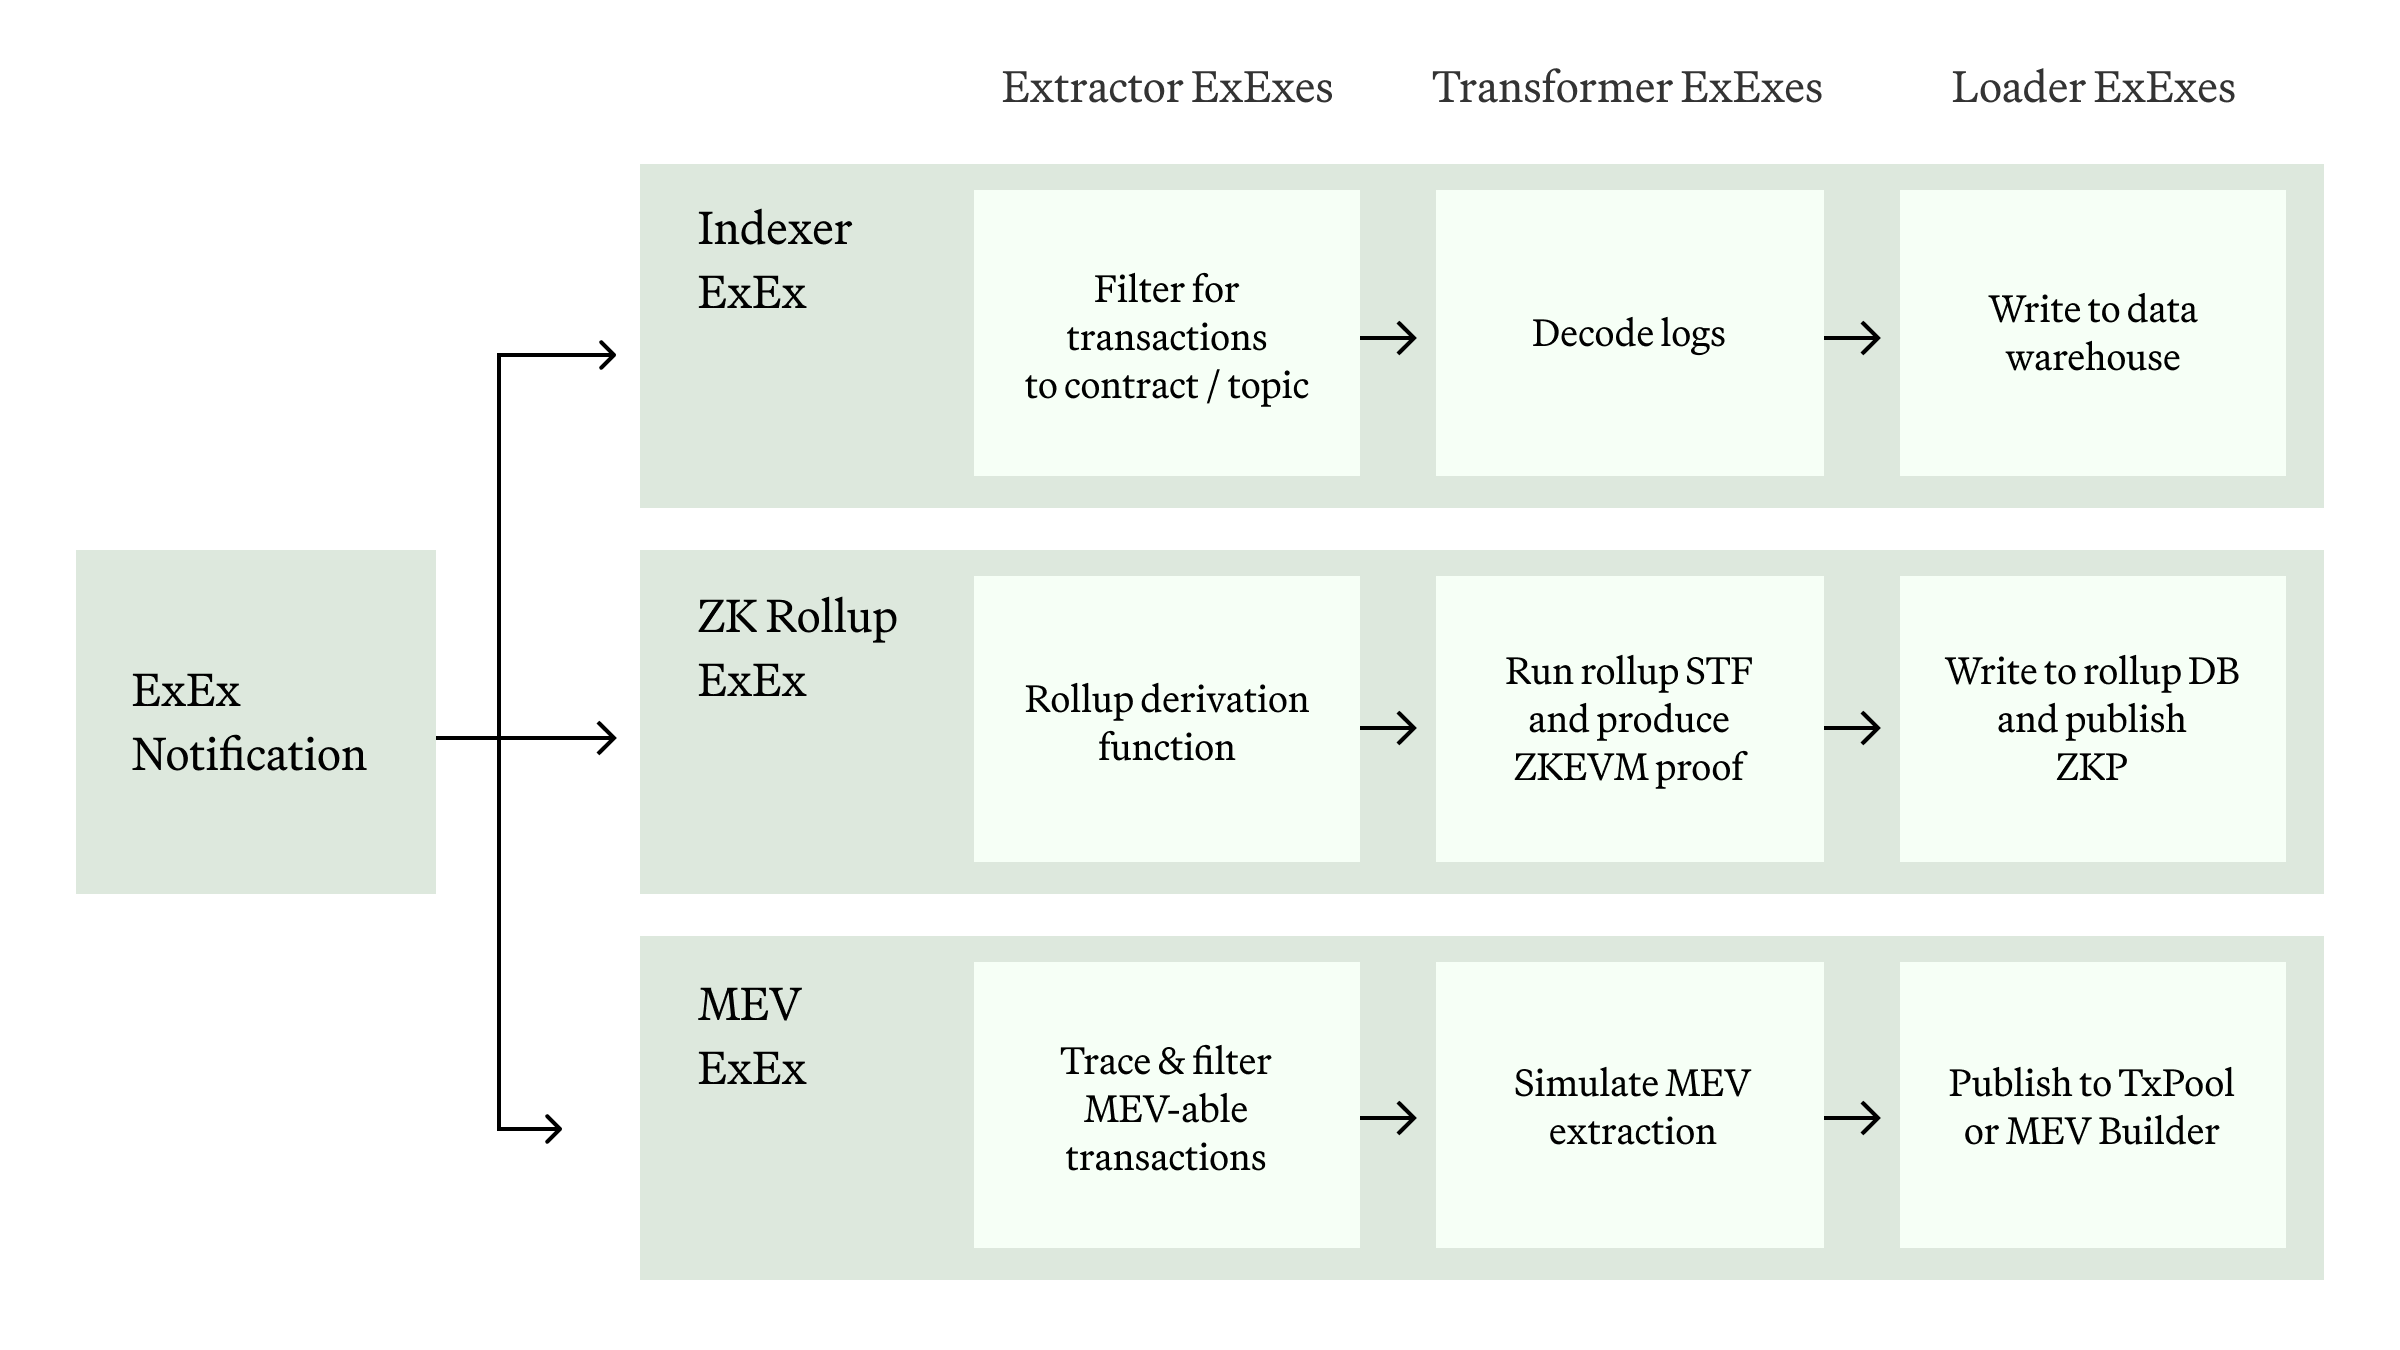 Extractor ExExes
Transformer ExExes
Loader ExExes
Indexer
ExEx
Filter for
transactions
to contract / topic
Decode logs
Write to data
warehouse
ExEx
Notification
ZK Rollup
ExEx
Rollup derivation
function
Run rollup STF
and produce
ZKEVM proof
Write to rollup DB
and publish
ZKP
MEV
ExEx
Trace & filter
MEV-able
transactions
Simulate MEV
extraction
Publish to TxPool
or MEV Builder